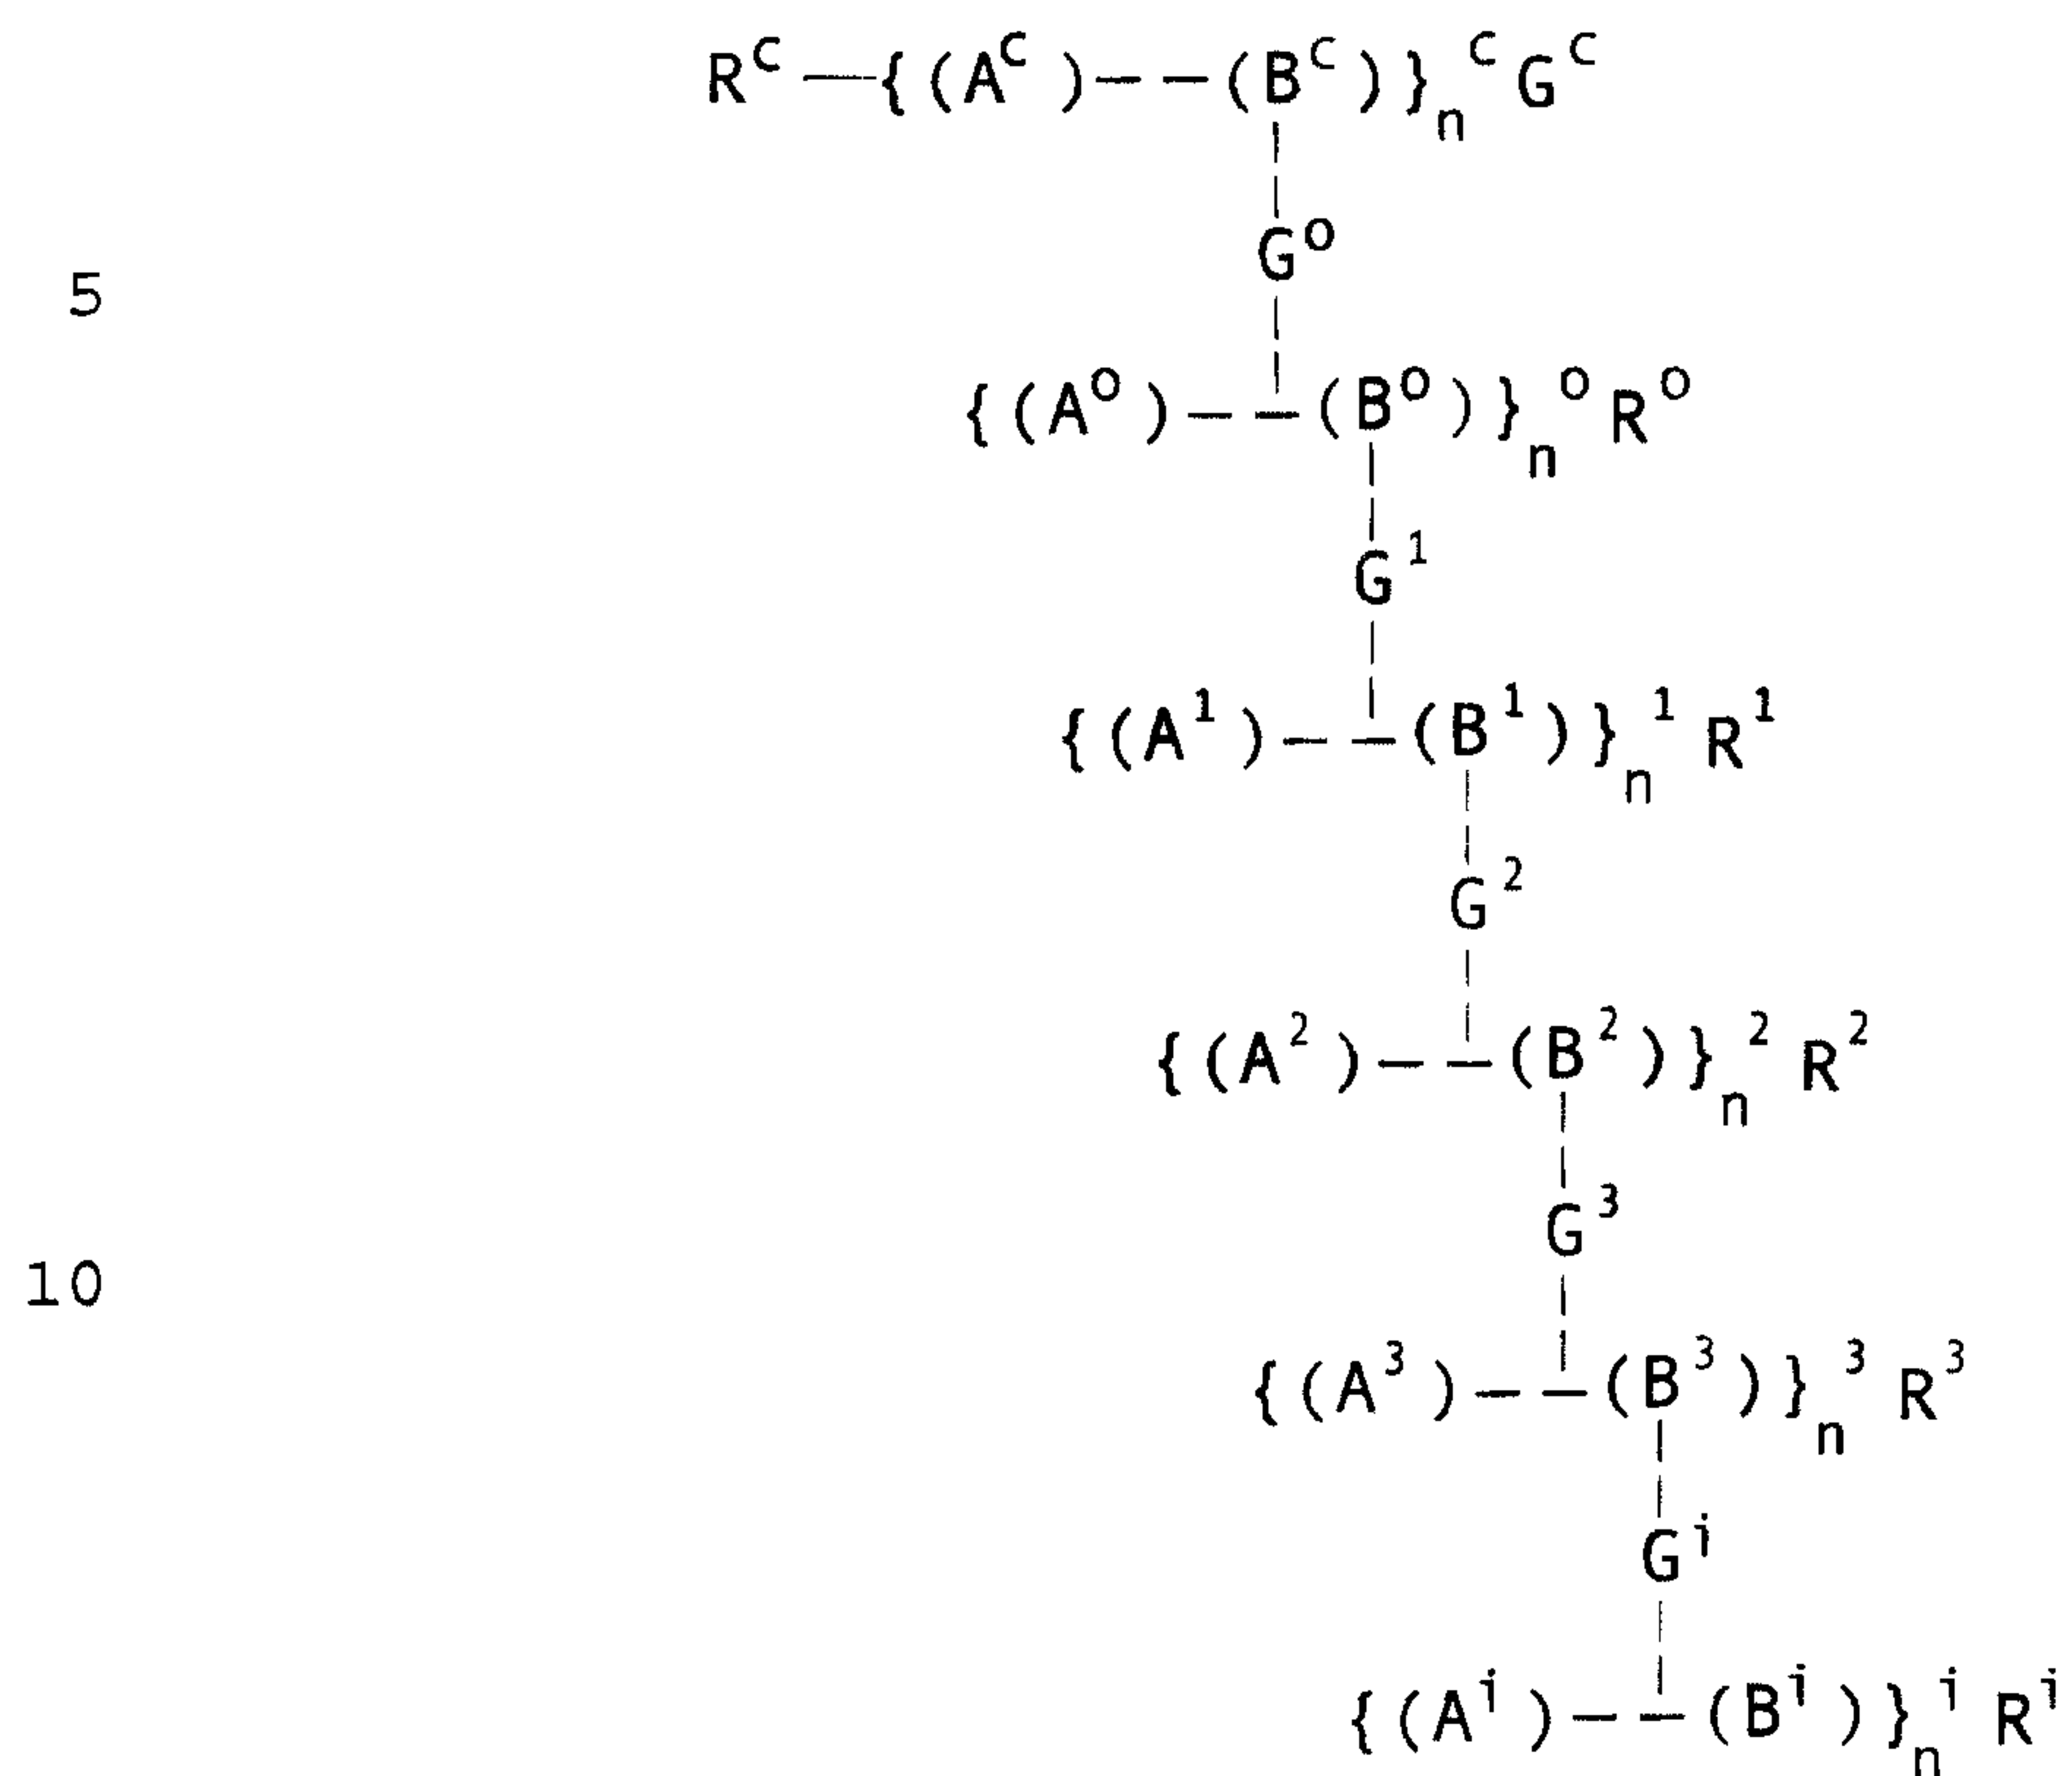 R^C —{(A^C)— —(B^C)}_n^C G^C
G^o
5
{(A^o)— —(B^o)}_n^o R^o
G^1
{(A^1)— —(B^1)}_n^1 R^1
G^2
{(A^2)— —(B^2)}_n^2 R^2
G^3
10
{(A^3)— —(B^3)}_n^3 R^3
G^i
{(A^i)— —(B^i)}_n^i R^i